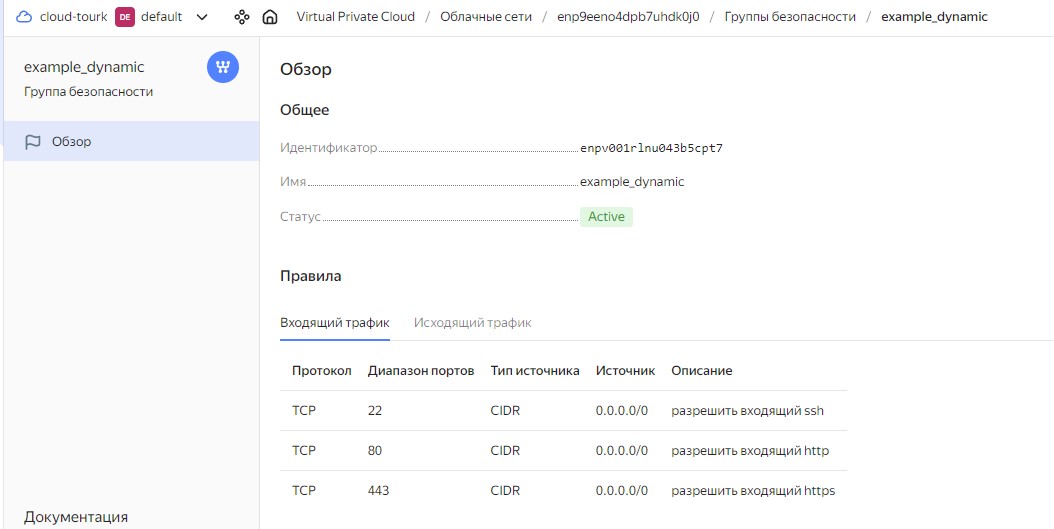 cloud-tourk DE default Virtual Private Cloud / Облачные сети / enp9eeno4dpb7uhdk0j0 / Группы безопасности / example_dynamic
example_dynamic
Группа безопасности
Обзор
Документация
Обзор
Общее
Идентификатор enpv001rlnu043b5cpt7
Имя example_dynamic
Статус Active
Правила
Входящий трафик Исходящий трафик
Протокол Диапазон портов Тип источника Источник Описание
TCP 22 CIDR 0.0.0.0/0 разрешить входящий ssh
TCP 80 CIDR 0.0.0.0/0 разрешить входящий http
TCP 443 CIDR 0.0.0.0/0 разрешить входящий https